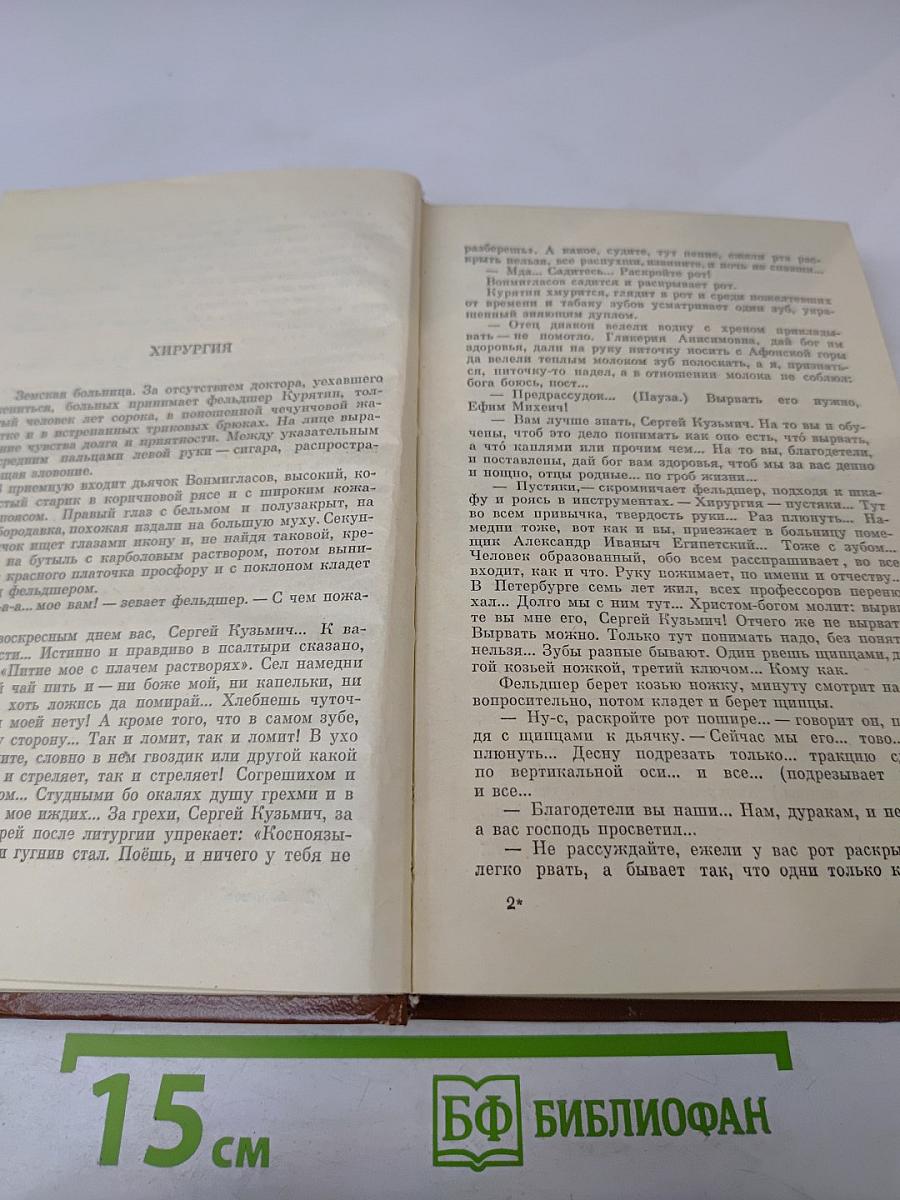 ХИРУРГИЯ
Земская больница. За отсутствием доктора, уехавшего
жениться, больных принимает фельдшер Курятин, тол-
тый человек лет сорока, в поношенной чечунчовой жа-
тке и в истрепанных триковых брюках. На лице выра-
ние чувства долга и приятности. Между указательным
средним пальцами левой руки — сигара, распростра-
щая зловоние.
В приемную входит дьячок Вонмигласов, высокий, ко-
стый старик в коричневой рясе и с широким кожа-
поясом. Правый глаз с бельмом и полузакрыт, на
бородавка, похожая издали на большую муху. Секун-
чок ищет глазами икону и, не найдя таковой, кре-
на бутыль с карболовым раствором, потом выни-
красного платочка просфору и с поклоном кладет
фельдшером.
-а-а... мое вам! — зевает фельдшер. — С чем пожа-
воскресным днем вас, Сергей Кузьмич... К ва-
сти... Истинно и правдиво в псалтыри сказано,
«Питие мое с плачем растворях». Сел намедни
й чай пить и — ни боже мой, ни капельки, ни
хоть ложись да помирай... Хлебнешь чуточ-
моей нету! А кроме того, что в самом зубе,
у сторону... Так и ломит, так и ломит! В ухо
ите, словно в нём гвоздик или другой какой
и стреляет, так и стреляет! Согрешихом и
ом... Студными бо окалях душу грехми и в
мое иждих... За грехи, Сергей Кузьмич, за
рей после литургии упрекает: «Косноязы-
и гугнив стал. Поёшь, и ничего у тебя не
разберешь. А какое, судите, тут пение, ежели рта рас-
крыть нельзя, все распухши, извините, и ночь не спавши...
— Мда... Садитесь... Раскройте рот!
Вонмигласов садится и раскрывает рот.
Курятин хмурится, глядит в рот и среди пожелтевших
от времени и табаку зубов усматривает один зуб, укра-
шенный зияющим дуплом.
— Отец диакон велели водку с хреном приклады-
вать — не помогло. Гликерия Анисимовна, дай бог им
здоровья, дали на руку ниточку носить с Афонской горы
да велели теплым молоком зуб полоскать, а я, признать-
ся, ниточку-то надел, а в отношении молока не соблюл:
бога боюсь, пост...
— Предрассудок... (Пауза.) Вырвать его нужно,
Ефим Михеич!
— Вам лучше знать, Сергей Кузьмич. На то вы и обу-
чены, чтоб это дело понимать как оно есть, что́ вырвать,
а что́ каплями или прочим чем... На то вы, благодетели,
и поставлены, дай бог вам здоровья, чтоб мы за вас денно
и нощно, отцы родные... по гроб жизни...
— Пустяки, — скромничает фельдшер, подходя к шка-
фу и роясь в инструментах. — Хирургия — пустяки... Тут
во всем привычка, твердость руки... Раз плюнуть... На-
медни тоже, вот как и вы, приезжает в больницу поме-
щик Александр Иваныч Египетский... Тоже с зубом...
Человек образованный, обо всем расспрашивает, во все
входит, как и что. Руку пожимает, по имени и отчеству...
В Петербурге семь лет жил, всех профессоров переню
хал... Долго мы с ним тут... Христом-богом молит: вырви
те вы мне его, Сергей Кузьмич! Отчего же не вырват
Вырвать можно. Только тут понимать надо, без понят
нельзя... Зубы разные бывают. Один рвешь щипцами, д
гой козьей ножкой, третий ключом... Кому как.
Фельдшер берет козью ножку, минуту смотрит на
вопросительно, потом кладет и берет щипцы.
— Ну-с, раскройте рот пошире... — говорит он, п
дя с щипцами к дьячку. — Сейчас мы его... тово..
плюнуть... Десну подрезать только... тракцию с
по вертикальной оси... и все... (подрезывает
и все...
— Благодетели вы наши... Нам, дуракам, и не
а вас господь просветил...
— Не рассуждайте, ежели у вас рот раскры
легко рвать, а бывает так, что одни только к
2*
15 см
БФ БИБЛИОФАН